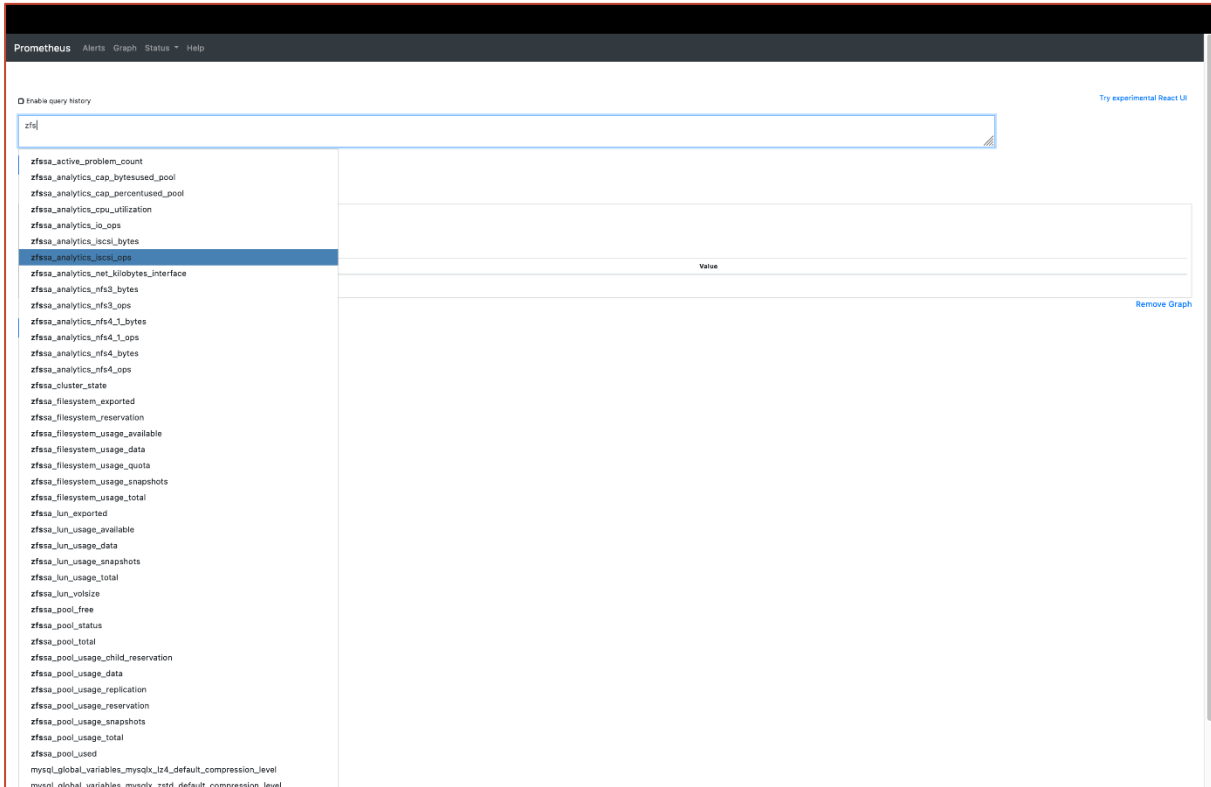 Prometheus Alerts Graph Status Help
Enable query history
Try experimental React UI
zfs
zfssa_active_problem_count
zfssa_analytics_cap_bytesused_pool
zfssa_analytics_cap_percentused_pool
zfssa_analytics_cpu_utilization
zfssa_analytics_io_ops
zfssa_analytics_iscsi_bytes
zfssa_analytics_iscsi_ops
Value
zfssa_analytics_net_kilobytes_interface
zfssa_analytics_nfs3_bytes
zfssa_analytics_nfs3_ops
Remove Graph
zfssa_analytics_nfs4_1_bytes
zfssa_analytics_nfs4_1_ops
zfssa_analytics_nfs4_bytes
zfssa_analytics_nfs4_ops
zfssa_cluster_state
zfssa_filesystem_exported
zfssa_filesystem_reservation
zfssa_filesystem_usage_available
zfssa_filesystem_usage_data
zfssa_filesystem_usage_quota
zfssa_filesystem_usage_snapshots
zfssa_filesystem_usage_total
zfssa_lun_exported
zfssa_lun_usage_available
zfssa_lun_usage_data
zfssa_lun_usage_snapshots
zfssa_lun_usage_total
zfssa_lun_volsize
zfssa_pool_free
zfssa_pool_status
zfssa_pool_total
zfssa_pool_usage_child_reservation
zfssa_pool_usage_data
zfssa_pool_usage_replication
zfssa_pool_usage_reservation
zfssa_pool_usage_snapshots
zfssa_pool_usage_total
zfssa_pool_used
mysql_global_variables_mysqlx_lz4_default_compression_level
mysql_global_variables_mysqlx_zstd_default_compression_level